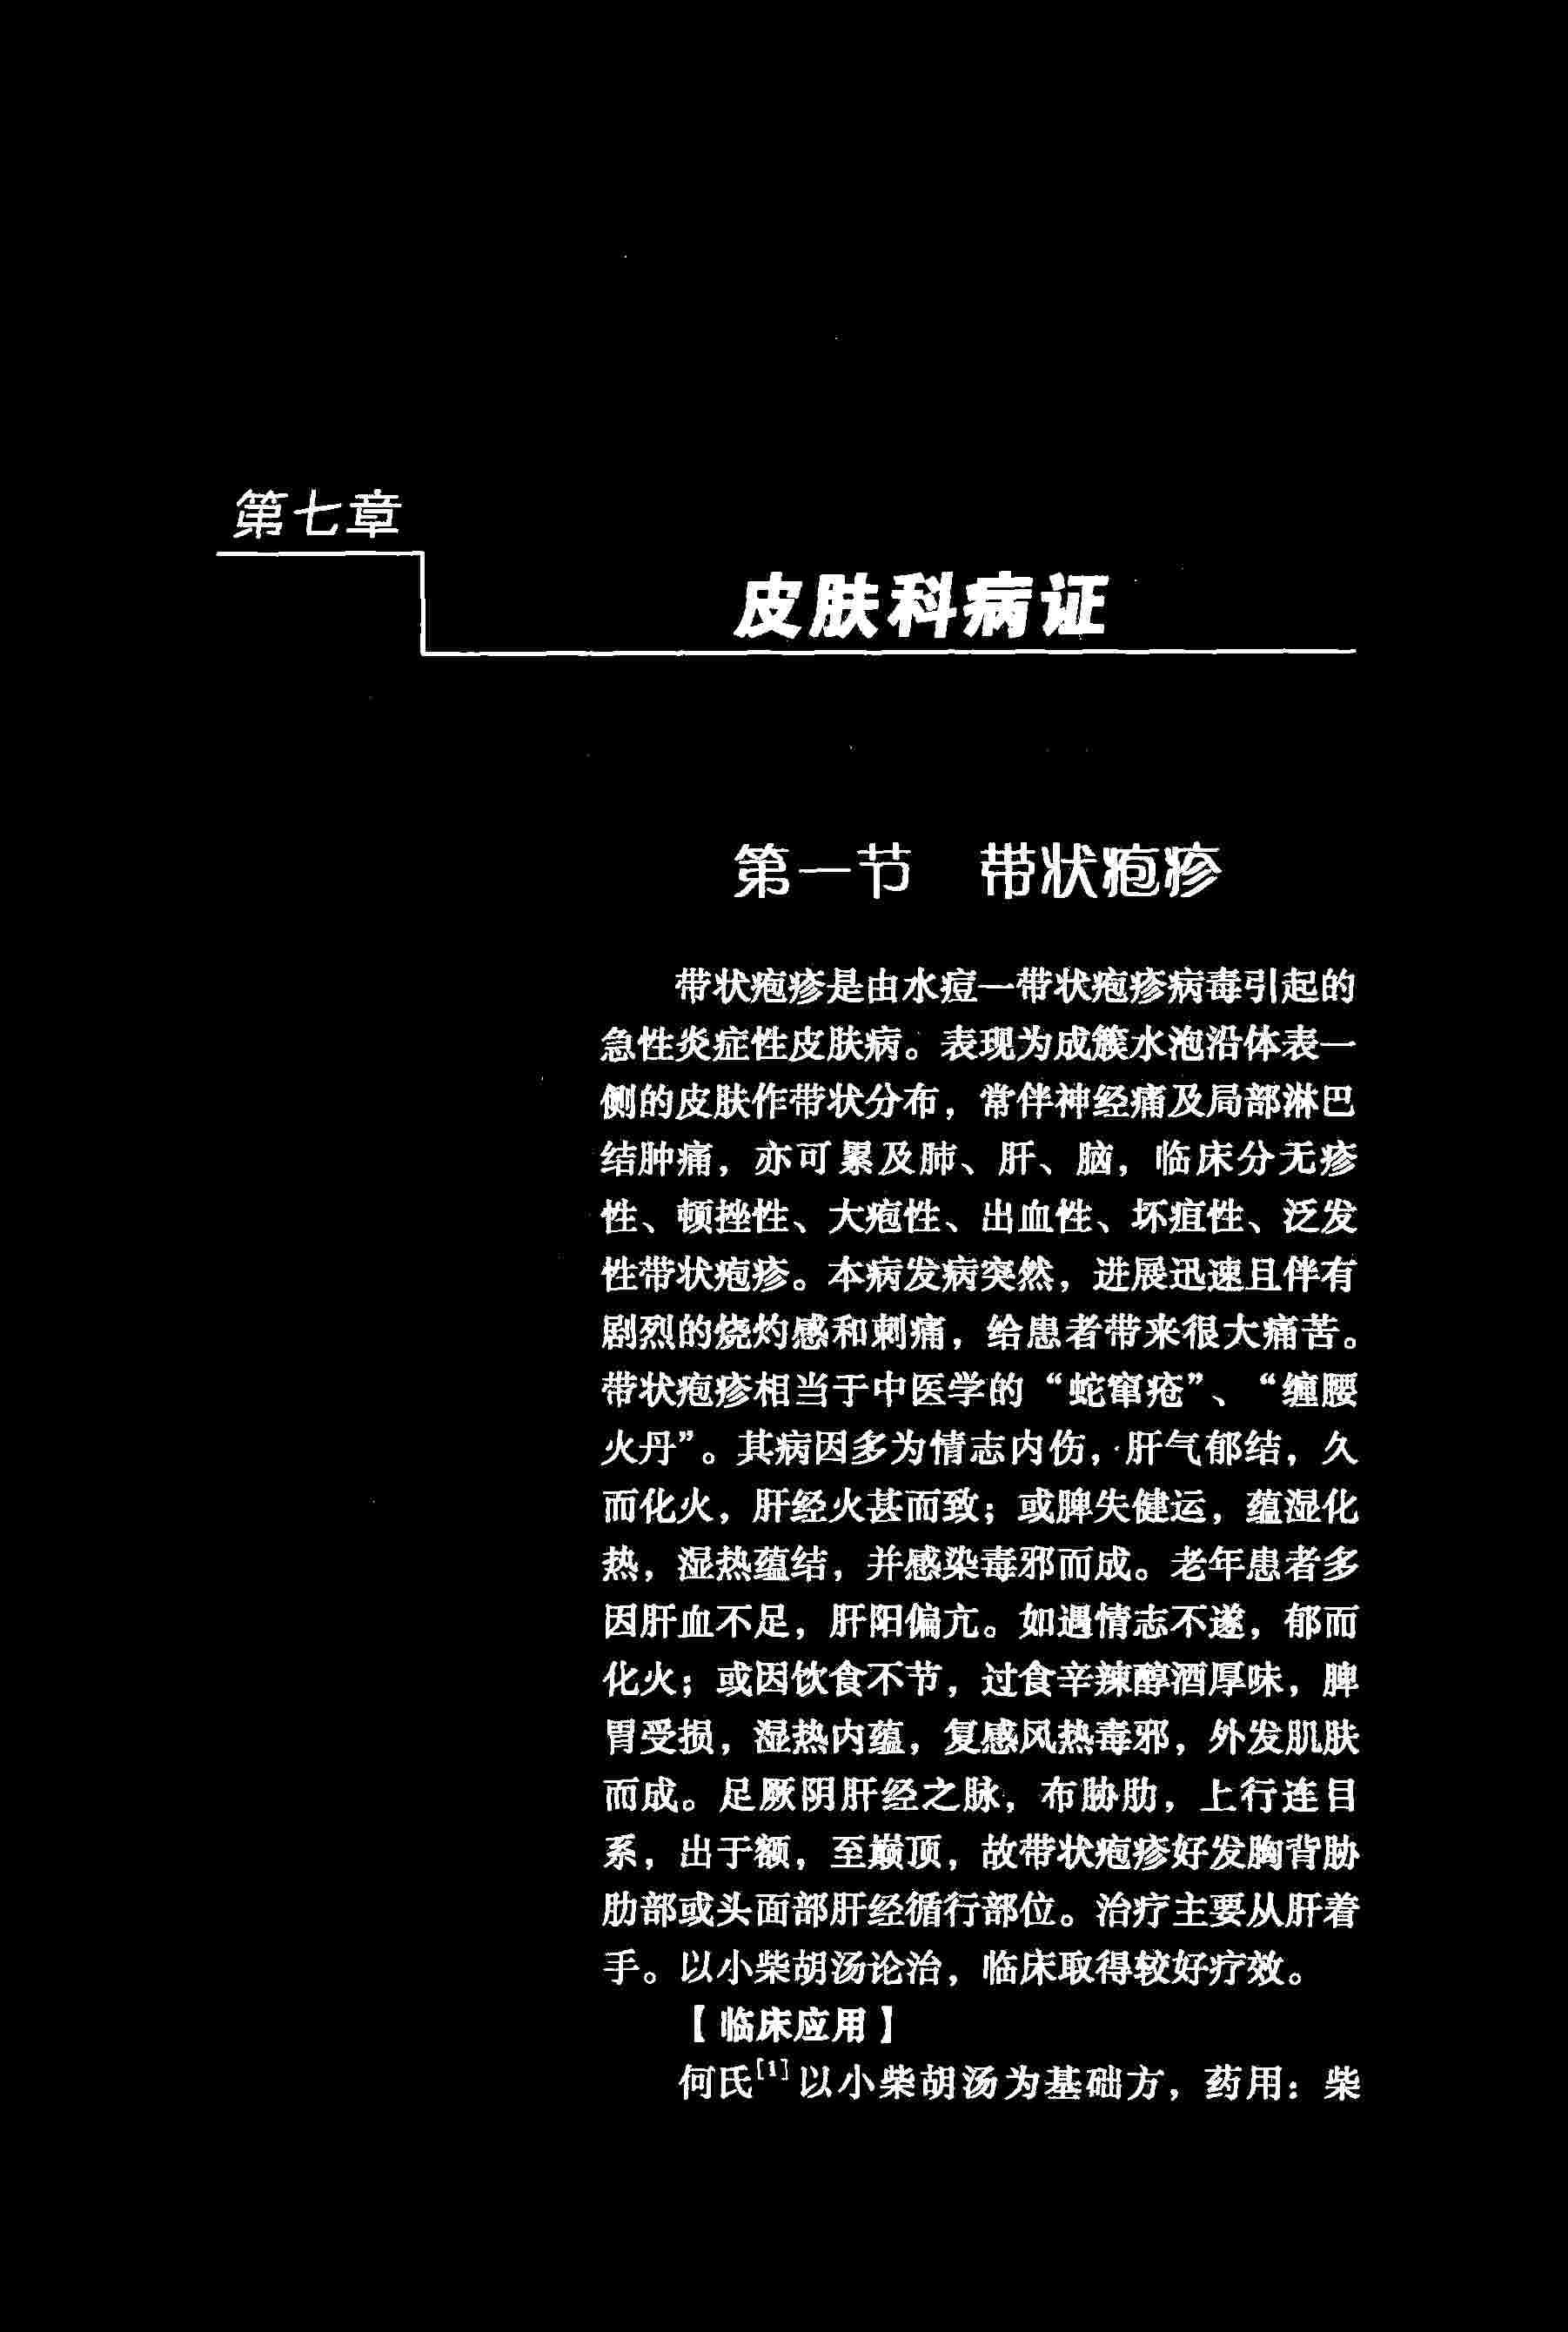 第七章
皮肤科病证
第一节 带状疱疹
带状疱疹是由水痘一带状疱疹病毒引起的
急性炎症性皮肤病。表现为成簇水泡沿体表一
侧的皮肤作带状分布，常伴神经痛及局部淋巴
结肿痛，亦可累及肺、肝、脑，临床分无疹
性、顿挫性、大疱性、出血性、坏疽性、泛发
性带状疱疹。本病发病突然，进展迅速且伴有
剧烈的烧灼感和刺痛，给患者带来很大痛苦。
带状疱疹相当于中医学的“蛇窜疮”、“缠腰
火丹”。其病因多为情志内伤，肝气郁结，久
而化火，肝经火甚而致；或脾失健运，蕴湿化
热，湿热蕴结，并感染毒邪而成。老年患者多
因肝血不足，肝阳偏亢。如遇情志不遂，郁而
化火；或因饮食不节，过食辛辣醇酒厚味，脾
胃受损，湿热内蕴，复感风热毒邪，外发肌肤
而成。足厥阴肝经之脉，布胁肋，上行连目
系，出于额，至巅顶，故带状疱疹好发胸背胁
肋部或头面部肝经循行部位。治疗主要从肝着
手。以小柴胡汤论治，临床取得较好疗效。
【临床应用】
何氏[1]以小柴胡汤为基础方，药用：柴